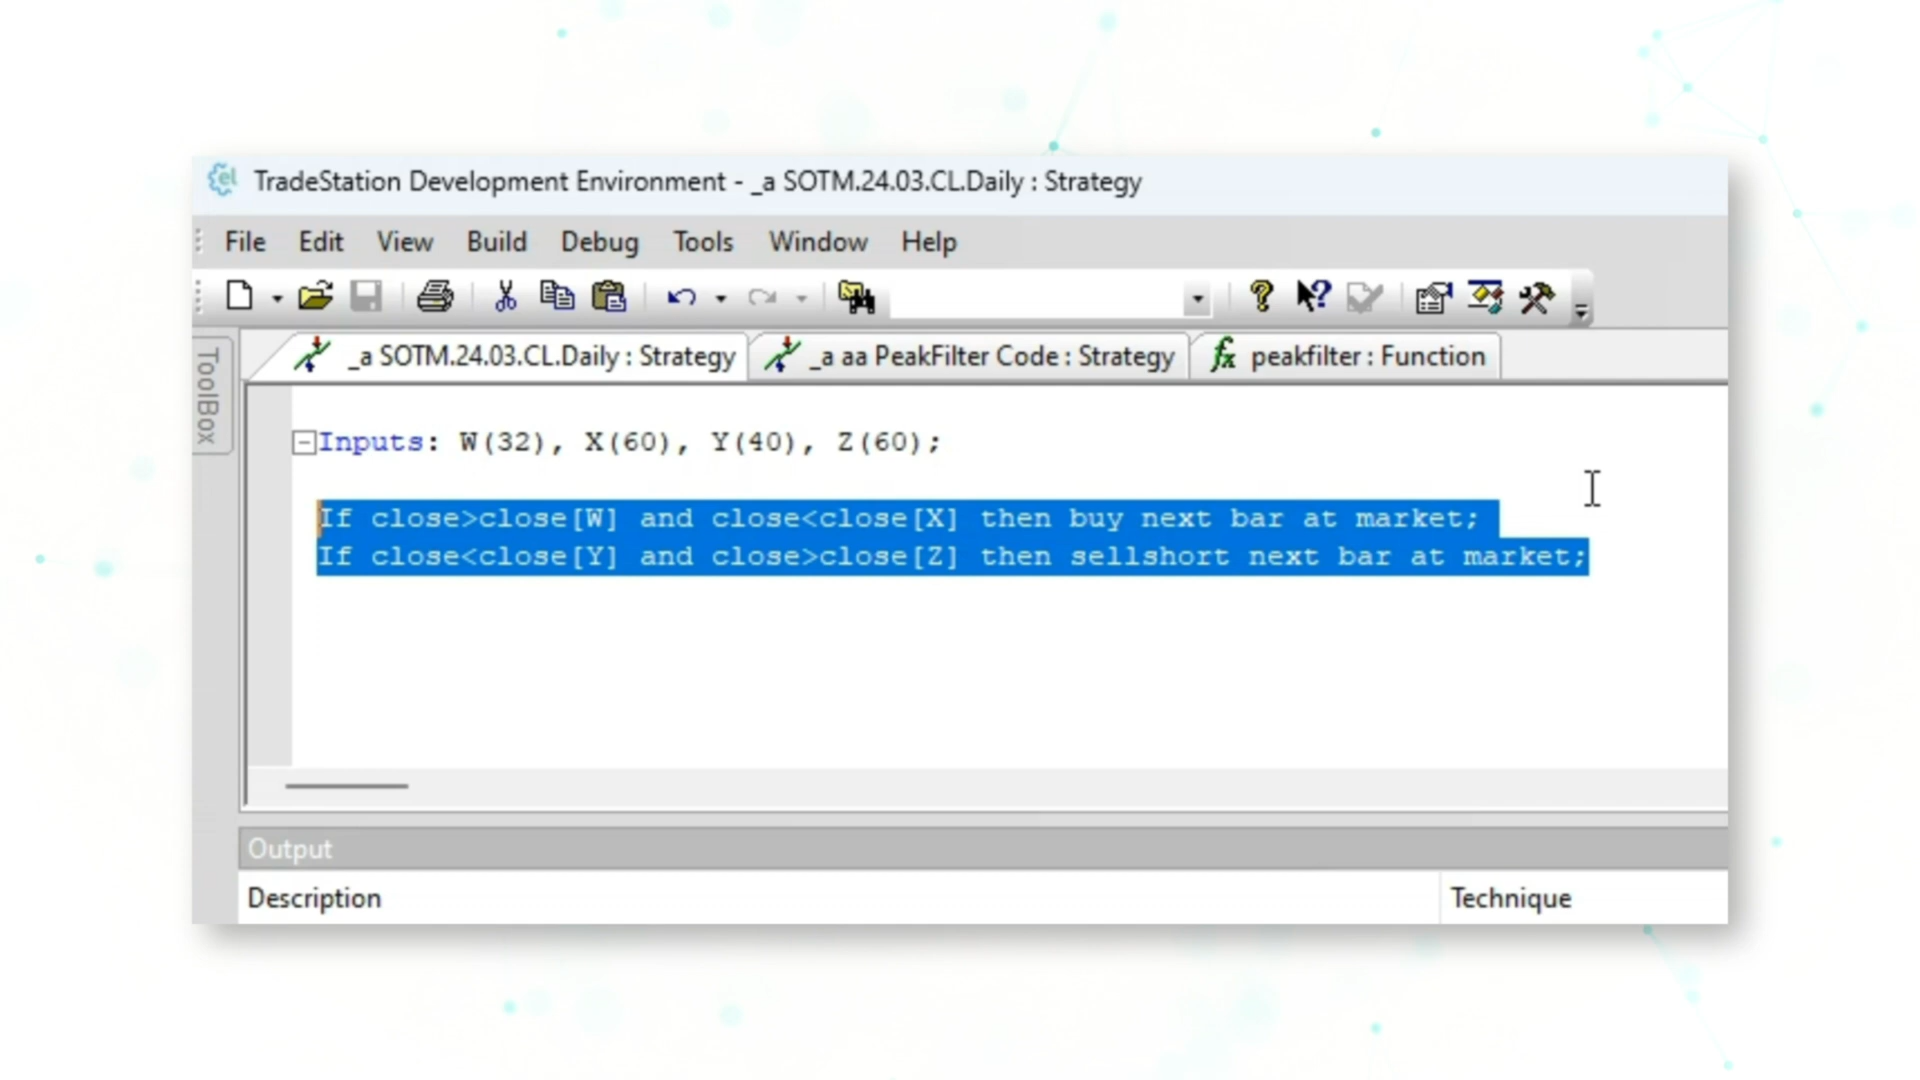 TradeStation Development Environment - _a SOTM.24.03.CL.Daily : Strategy
File Edit View Build Debug Tools Window Help
ToolBox
_a SOTM.24.03.CL.Daily : Strategy _a aa PeakFilter Code : Strategy peakfilter : Function
Inputs: W(32), X(60), Y(40), Z(60);
If close>close[W] and close<close[X] then buy next bar at market;
If close<close[Y] and close>close[Z] then sellshort next bar at market;
Output
Description Technique